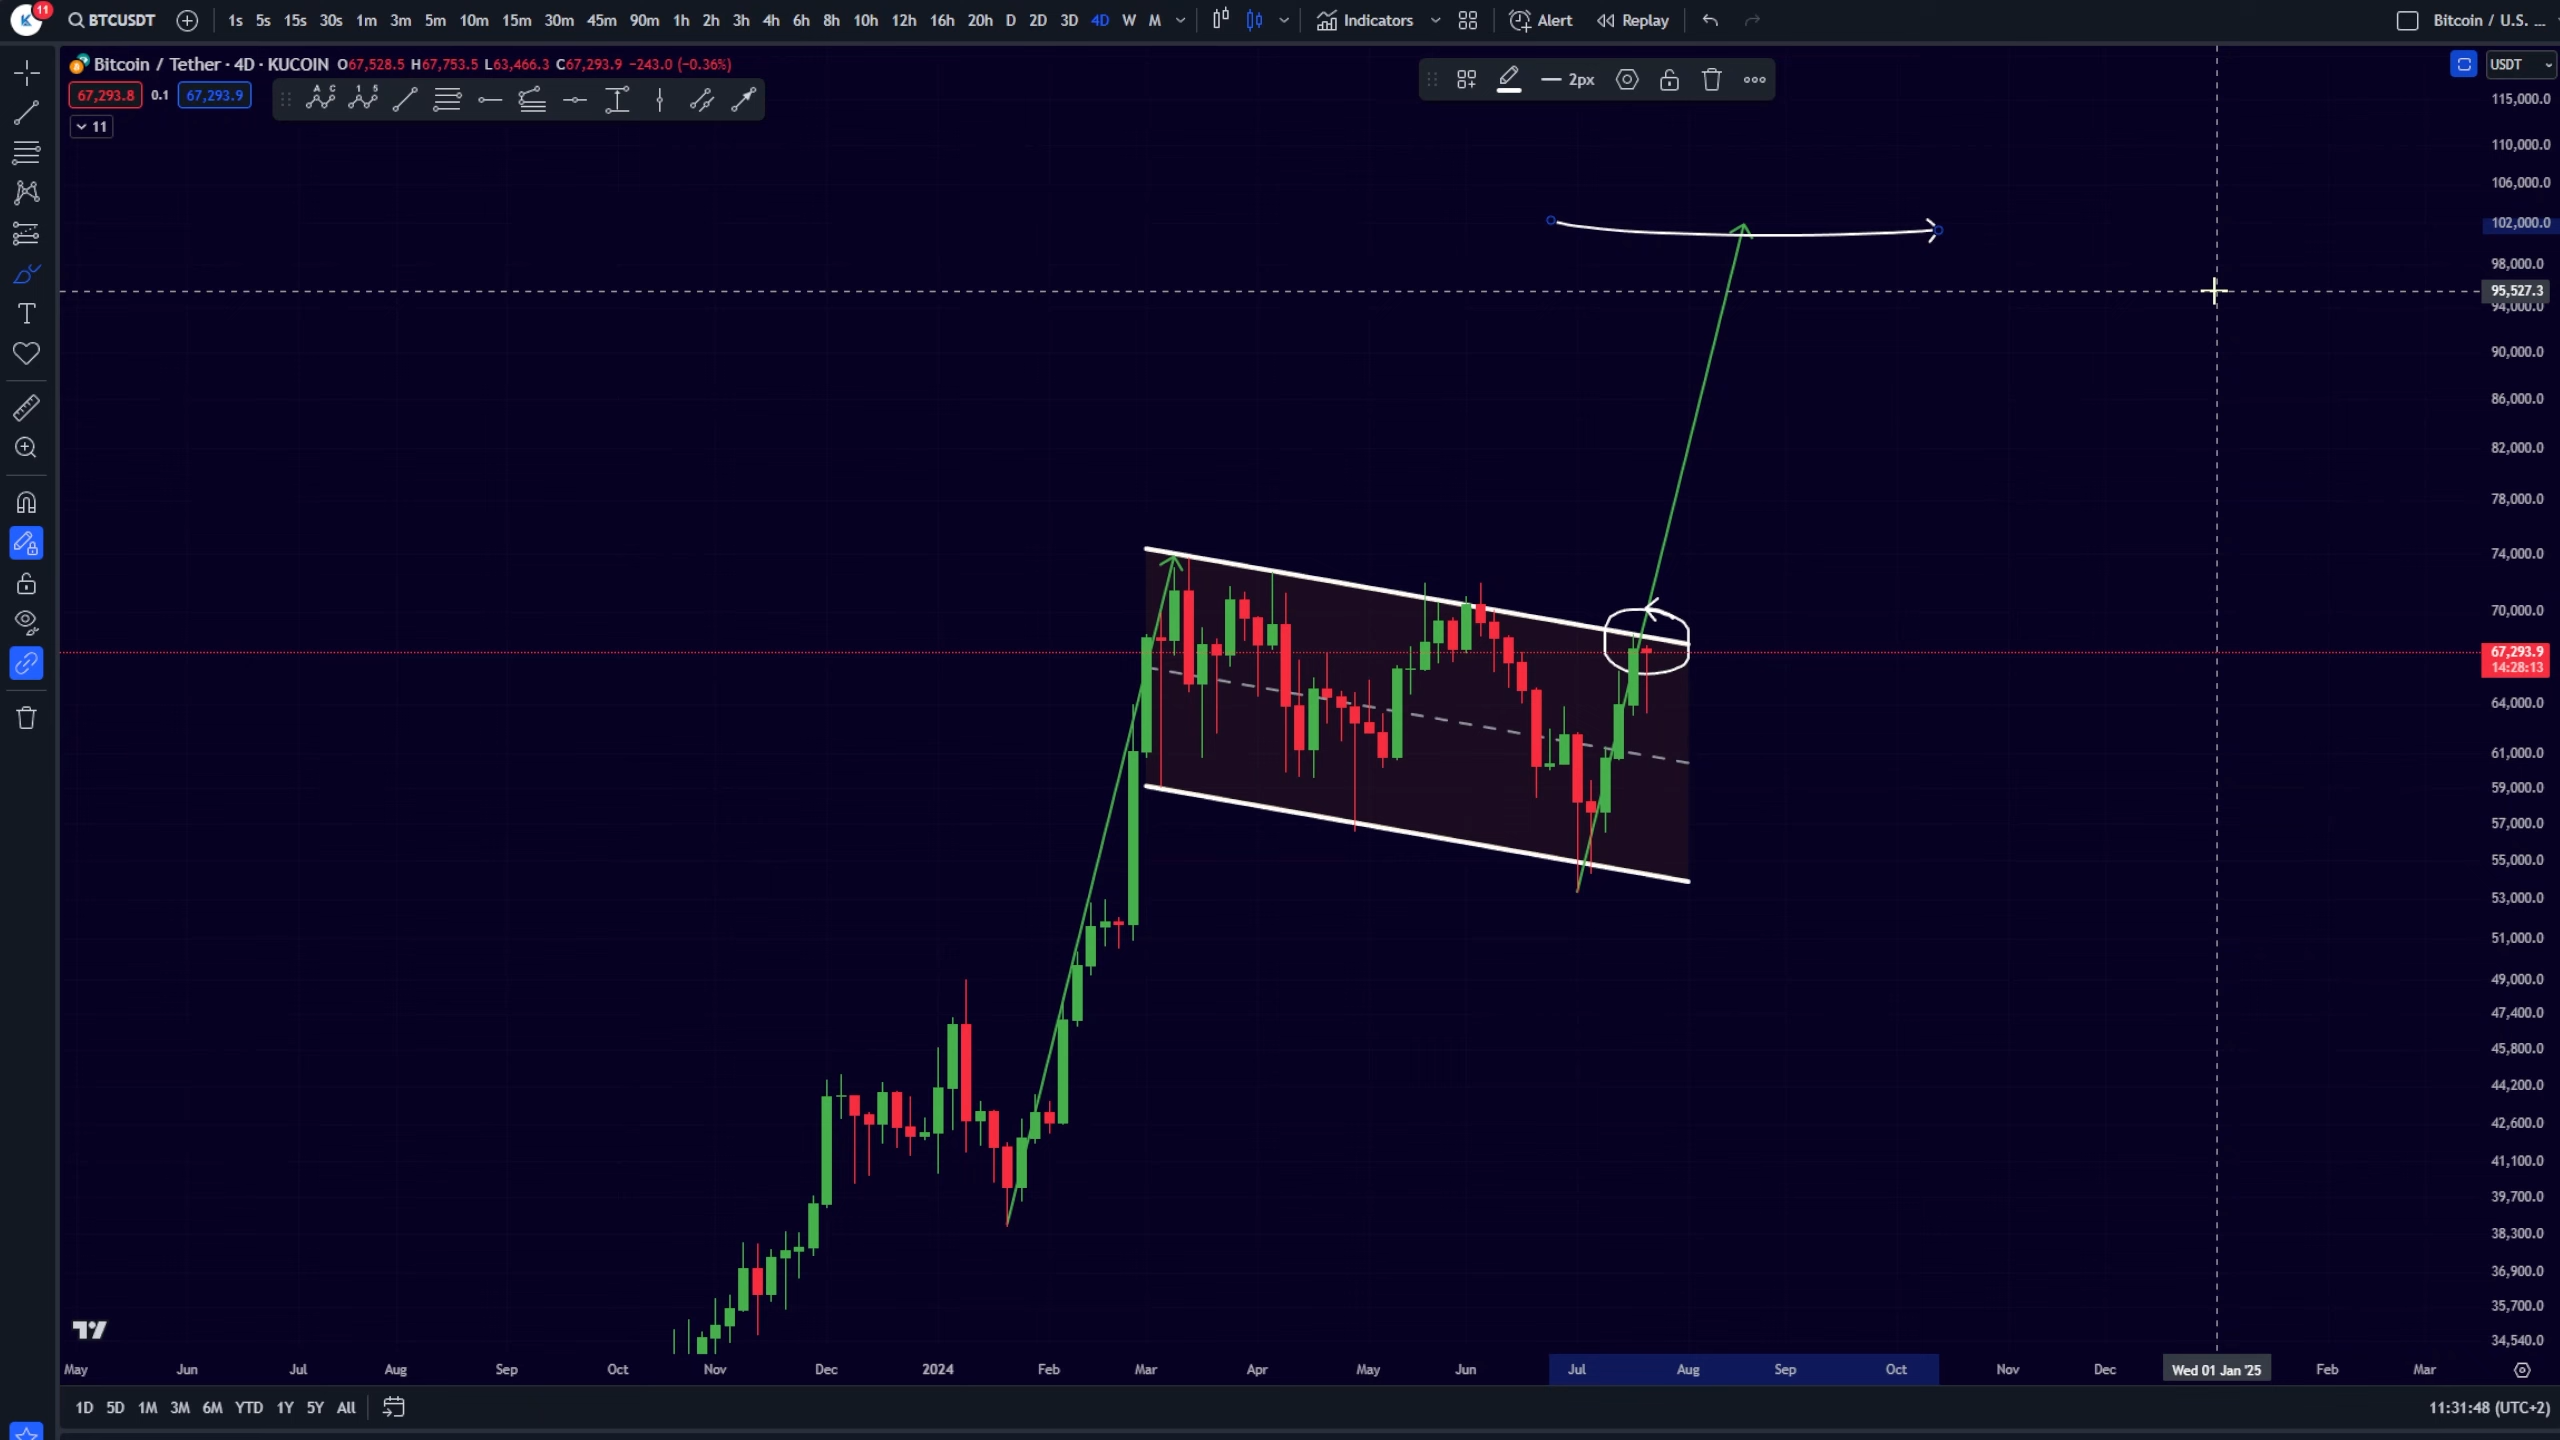 11
BTCUSDT
1s 5s 15s 30s 1m 3m 5m 10m 15m 30m 45m 90m 1h 2h 3h 4h 6h 8h 10h 12h 16h 20h D 2D 3D 4D W M
Indicators
Alert
Replay
Bitcoin / U.S. ...
Bitcoin / Tether · 4D · KUCOIN O67,528.5 H67,753.5 L63,466.3 C67,293.9 −243.0 (−0.36%)
67,293.8 0.1 67,293.9
A C
1 5
2px
USDT
11
T
115,000.0
110,000.0
106,000.0
102,000.0
98,000.0
95,527.3
94,000.0
90,000.0
86,000.0
82,000.0
78,000.0
74,000.0
70,000.0
67,293.9
14:28:13
64,000.0
61,000.0
59,000.0
57,000.0
55,000.0
53,000.0
51,000.0
49,000.0
47,400.0
45,800.0
44,200.0
42,600.0
41,100.0
39,700.0
38,300.0
36,900.0
35,700.0
34,540.0
May Jun Jul Aug Sep Oct Nov Dec 2024 Feb Mar Apr May Jun Jul Aug Sep Oct Nov Dec Wed 01 Jan '25 Feb Mar
1D 5D 1M 3M 6M YTD 1Y 5Y All
11:31:48 (UTC+2)